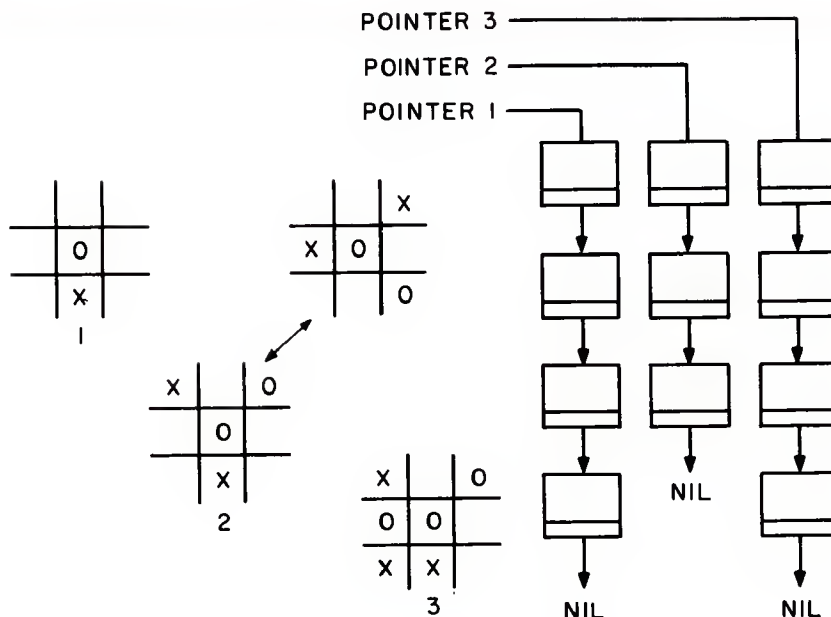 POINTER 3
POINTER 2
POINTER 1
X
X O
O
O
X
1
X O
O
X
2
X O
O O
X X
3
NIL
NIL
NIL